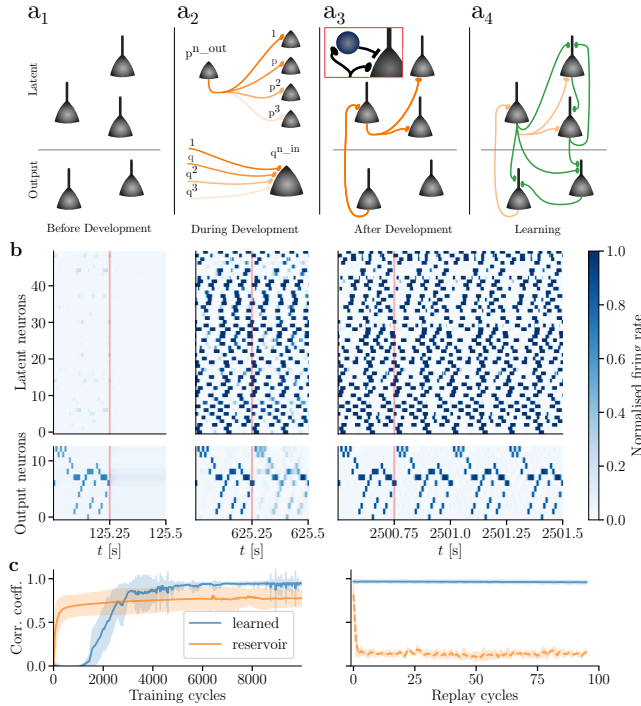 a1 a2 a3 a4
Latent
Output
p^n_out
1
p
p^2
p^3
1
q
q^2
q^3
q^n_in
Before Development During Development After Development Learning
b
Latent neurons
40
30
20
10
0
Output neurons
10
0
125.25 125.5
t [s]
625.25 625.5
t [s]
2500.75 2501.0 2501.25 2501.5
t [s]
1.0
0.8
0.6
0.4
0.2
0.0
Normalised firing rate
c
Corr. coeff.
1.0
0.5
0.0
0 2000 4000 6000 8000
Training cycles
learned
reservoir
0 25 50 75 100
Replay cycles